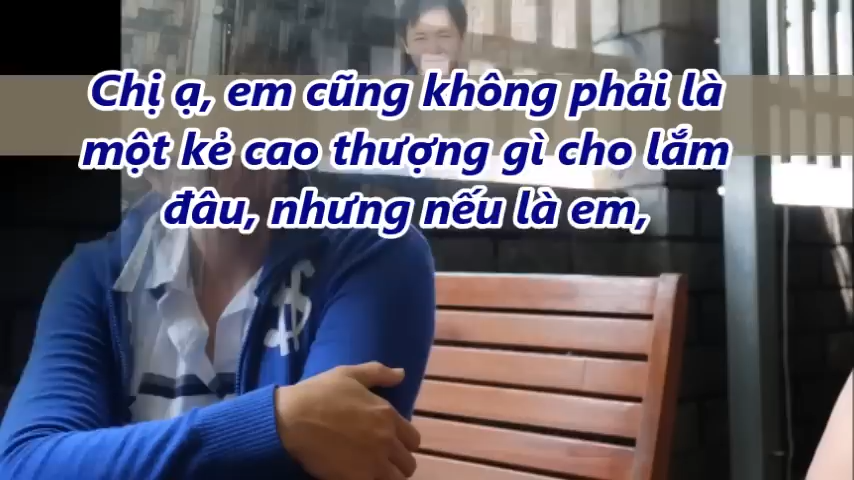 Chị ạ, em cũng không phải là
một kẻ cao thượng gì cho lắm
đâu, nhưng nếu là em,